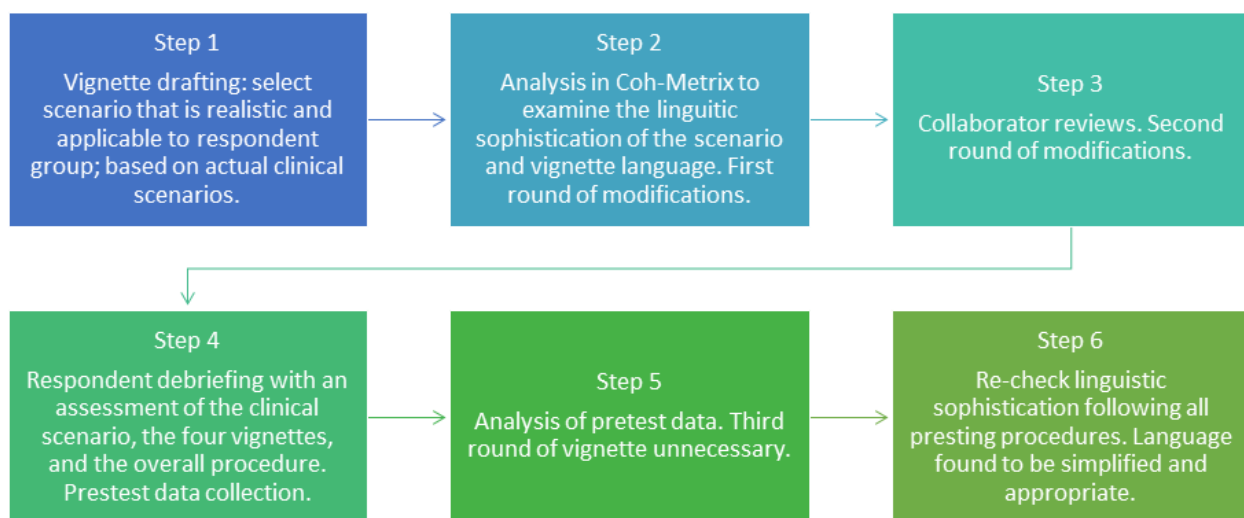 Step 1
Vignette drafting: select
scenario that is realistic and
applicable to respondent
group; based on actual clinical
scenarios.
Step 2
Analysis in Coh-Metrix to
examine the linguitic
sophistication of the scenario
and vignette language. First
round of modifications.
Step 3
Collaborator reviews. Second
round of modifications.
Step 4
Respondent debriefing with an
assessment of the clinical
scenario, the four vignettes,
and the overall procedure.
Prestest data collection.
Step 5
Analysis of pretest data. Third
round of vignette unnecessary.
Step 6
Re-check linguistic
sophistication following all
presting procedures. Language
found to be simplified and
appropriate.